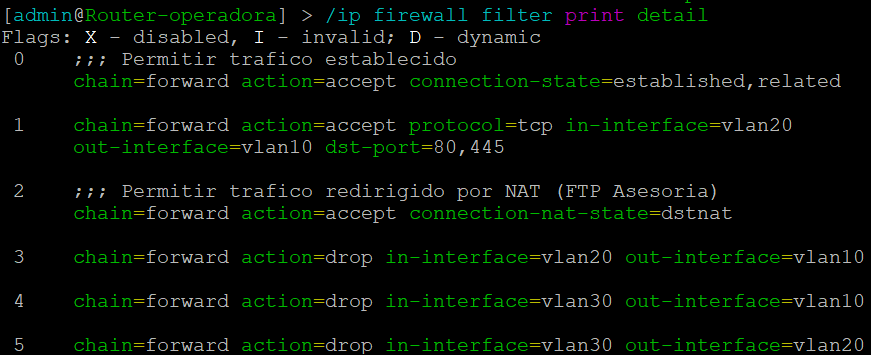 [admin@Router-operadora] > /ip firewall filter print detail
Flags: X - disabled, I - invalid; D - dynamic
0 ;;; Permitir trafico establecido
chain=forward action=accept connection-state=established,related
1 chain=forward action=accept protocol=tcp in-interface=vlan20
out-interface=vlan10 dst-port=80,445
2 ;;; Permitir trafico redirigido por NAT (FTP Asesoria)
chain=forward action=accept connection-nat-state=dstnat
3 chain=forward action=drop in-interface=vlan20 out-interface=vlan10
4 chain=forward action=drop in-interface=vlan30 out-interface=vlan10
5 chain=forward action=drop in-interface=vlan30 out-interface=vlan20